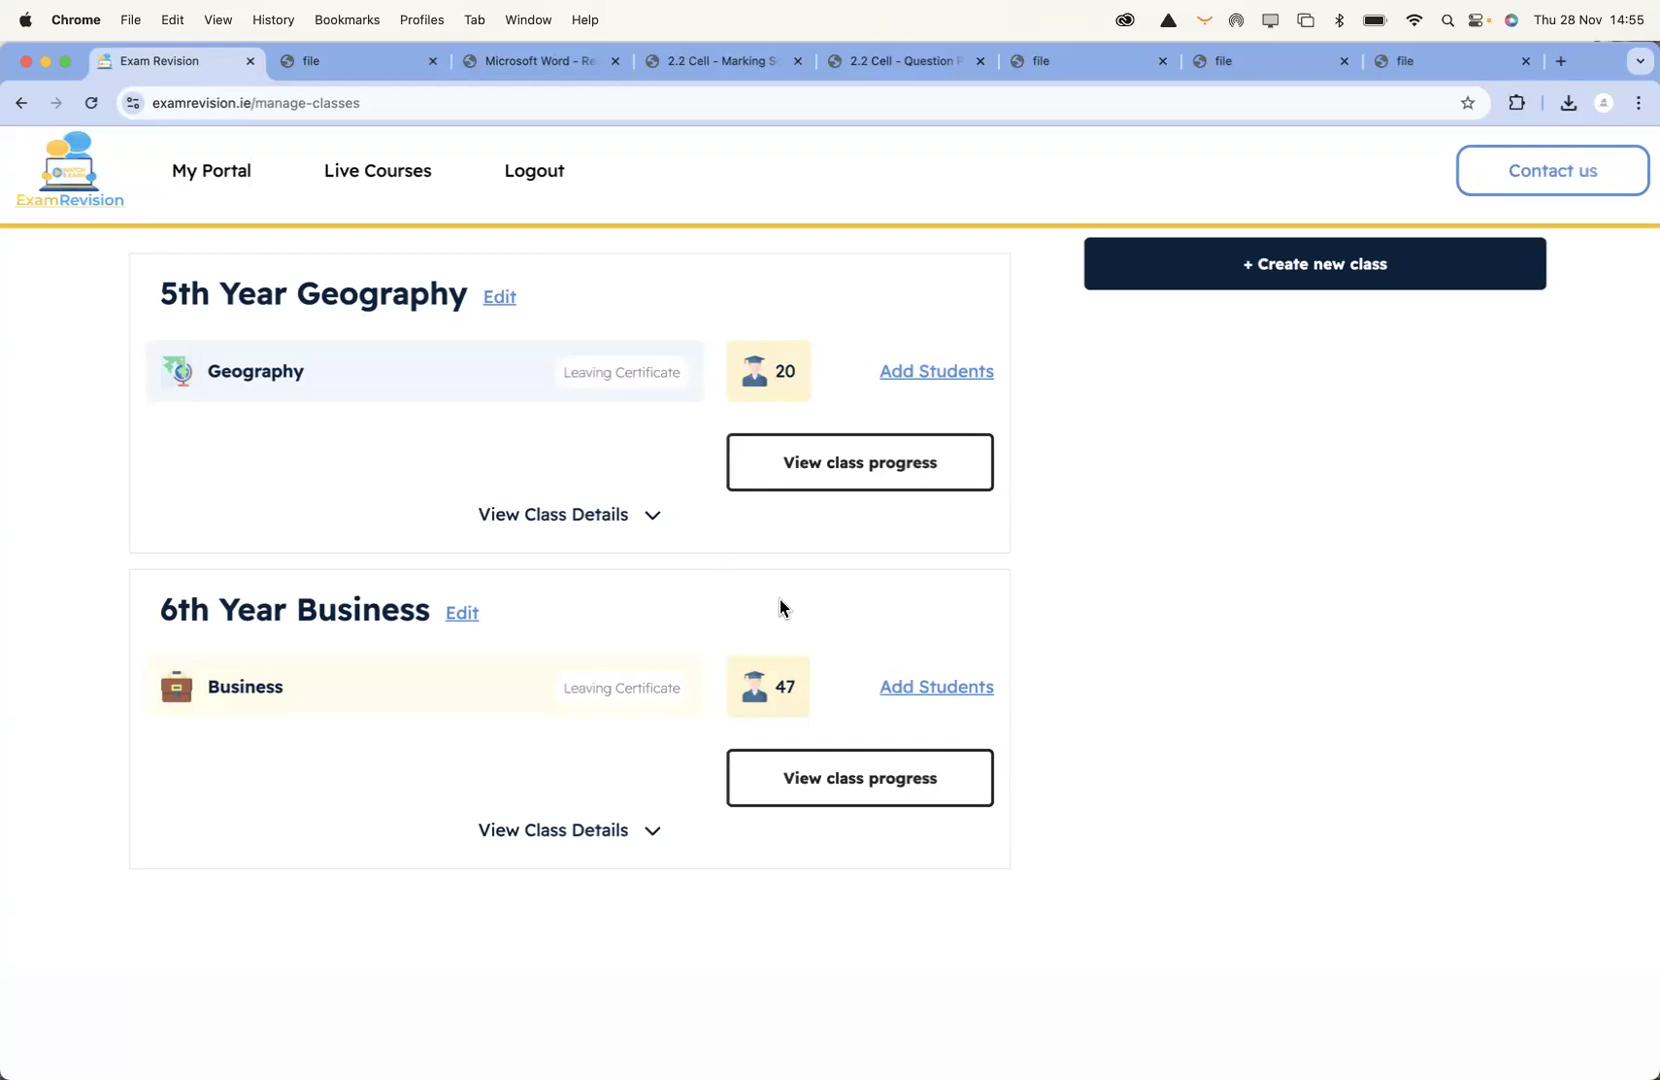 Chrome File Edit View History Bookmarks Profiles Tab Window Help Thu 28 Nov 14:55
Exam Revision file Microsoft Word - Re 2.2 Cell - Marking S 2.2 Cell - Question P file file file
examrevision.ie/manage-classes
WATCH
& LEARN
ExamRevision
My Portal Live Courses Logout Contact us
+ Create new class
5th Year Geography Edit
Geography Leaving Certificate 20 Add Students
View class progress
View Class Details
6th Year Business Edit
Business Leaving Certificate 47 Add Students
View class progress
View Class Details